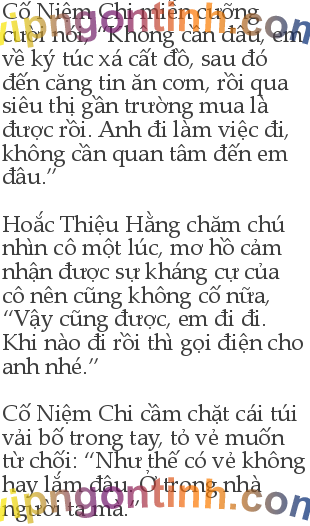 Cố Niệm Chi miễn cưỡng
cười nói, “Không cần đâu, em
về ký túc xá cất đồ, sau đó
đến căng tin ăn cơm, rồi qua
siêu thị gần trường mua là
được rồi. Anh đi làm việc đi,
không cần quan tâm đến em
đâu.”
Hoắc Thiệu Hằng chăm chú
nhìn cô một lúc, mơ hồ cảm
nhận được sự kháng cự của
cô nên cũng không cố nữa,
“Vậy cũng được, em đi đi.
Khi nào đi rồi thì gọi điện cho
anh nhé.”
Cố Niệm Chi cầm chặt cái túi
vải bố trong tay, tỏ vẻ muốn
từ chối: “Như thế có vẻ không
hay lắm đâu. Ở trong nhà
người ta mà.”
vipngontinh.com
vipngontinh.com